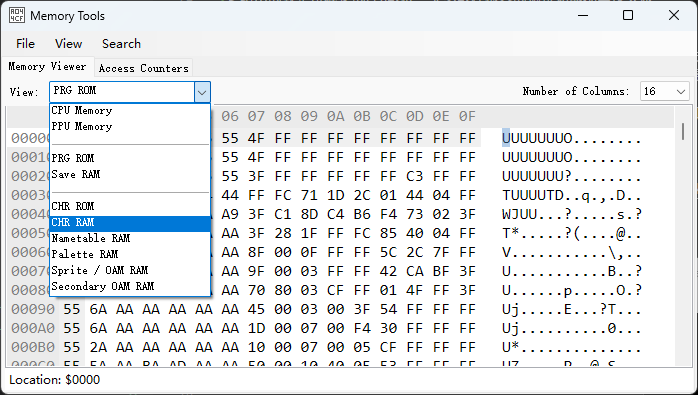 Memory Tools
File View Search
Memory Viewer Access Counters
View: PRG ROM Number of Columns: 16
CPU Memory
PPU Memory
PRG ROM
Save RAM
CHR ROM
CHR RAM
Nametable RAM
Palette RAM
Sprite / OAM RAM
Secondary OAM RAM
06 07 08 09 0A 0B 0C 0D 0E 0F
0000 55 4F FF FF FF FF FF FF FF FF UUUUUUUO........
0001 55 4F FF FF FF FF FF FF FF FF UUUUUUUO........
0002 55 3F FF FF FF FF FF C3 FF FF UUUUUUU?........
0003 44 FF FC 71 1D 2C 01 44 04 FF TUUUUTD..q.,.D..
0004 A9 3F C1 8D C4 B6 F4 73 02 3F WJUU...?.....s.?
0005 AA 3F 28 1F FF FC 85 40 04 FF T*.....?(....@..
0006 AA 8F 00 0F FF FF 5C 2C 7F FF V...........\,..
0007 AA 9F 00 03 FF FF 42 CA BF 3F U...........B..?
0008 AA 70 80 03 CF FF 01 4F FF 3F U......p.....O.?
00090 55 6A AA AA AA AA AA 45 00 03 00 3F 54 FF FF FF Uj.....E...?T...
000A0 55 6A AA AA AA AA AA 1D 00 07 00 F4 30 FF FF FF Uj..........0...
000B0 55 2A AA AA AA AA AA 10 00 07 00 05 CF FF FF FF U*..............
Location: $0000